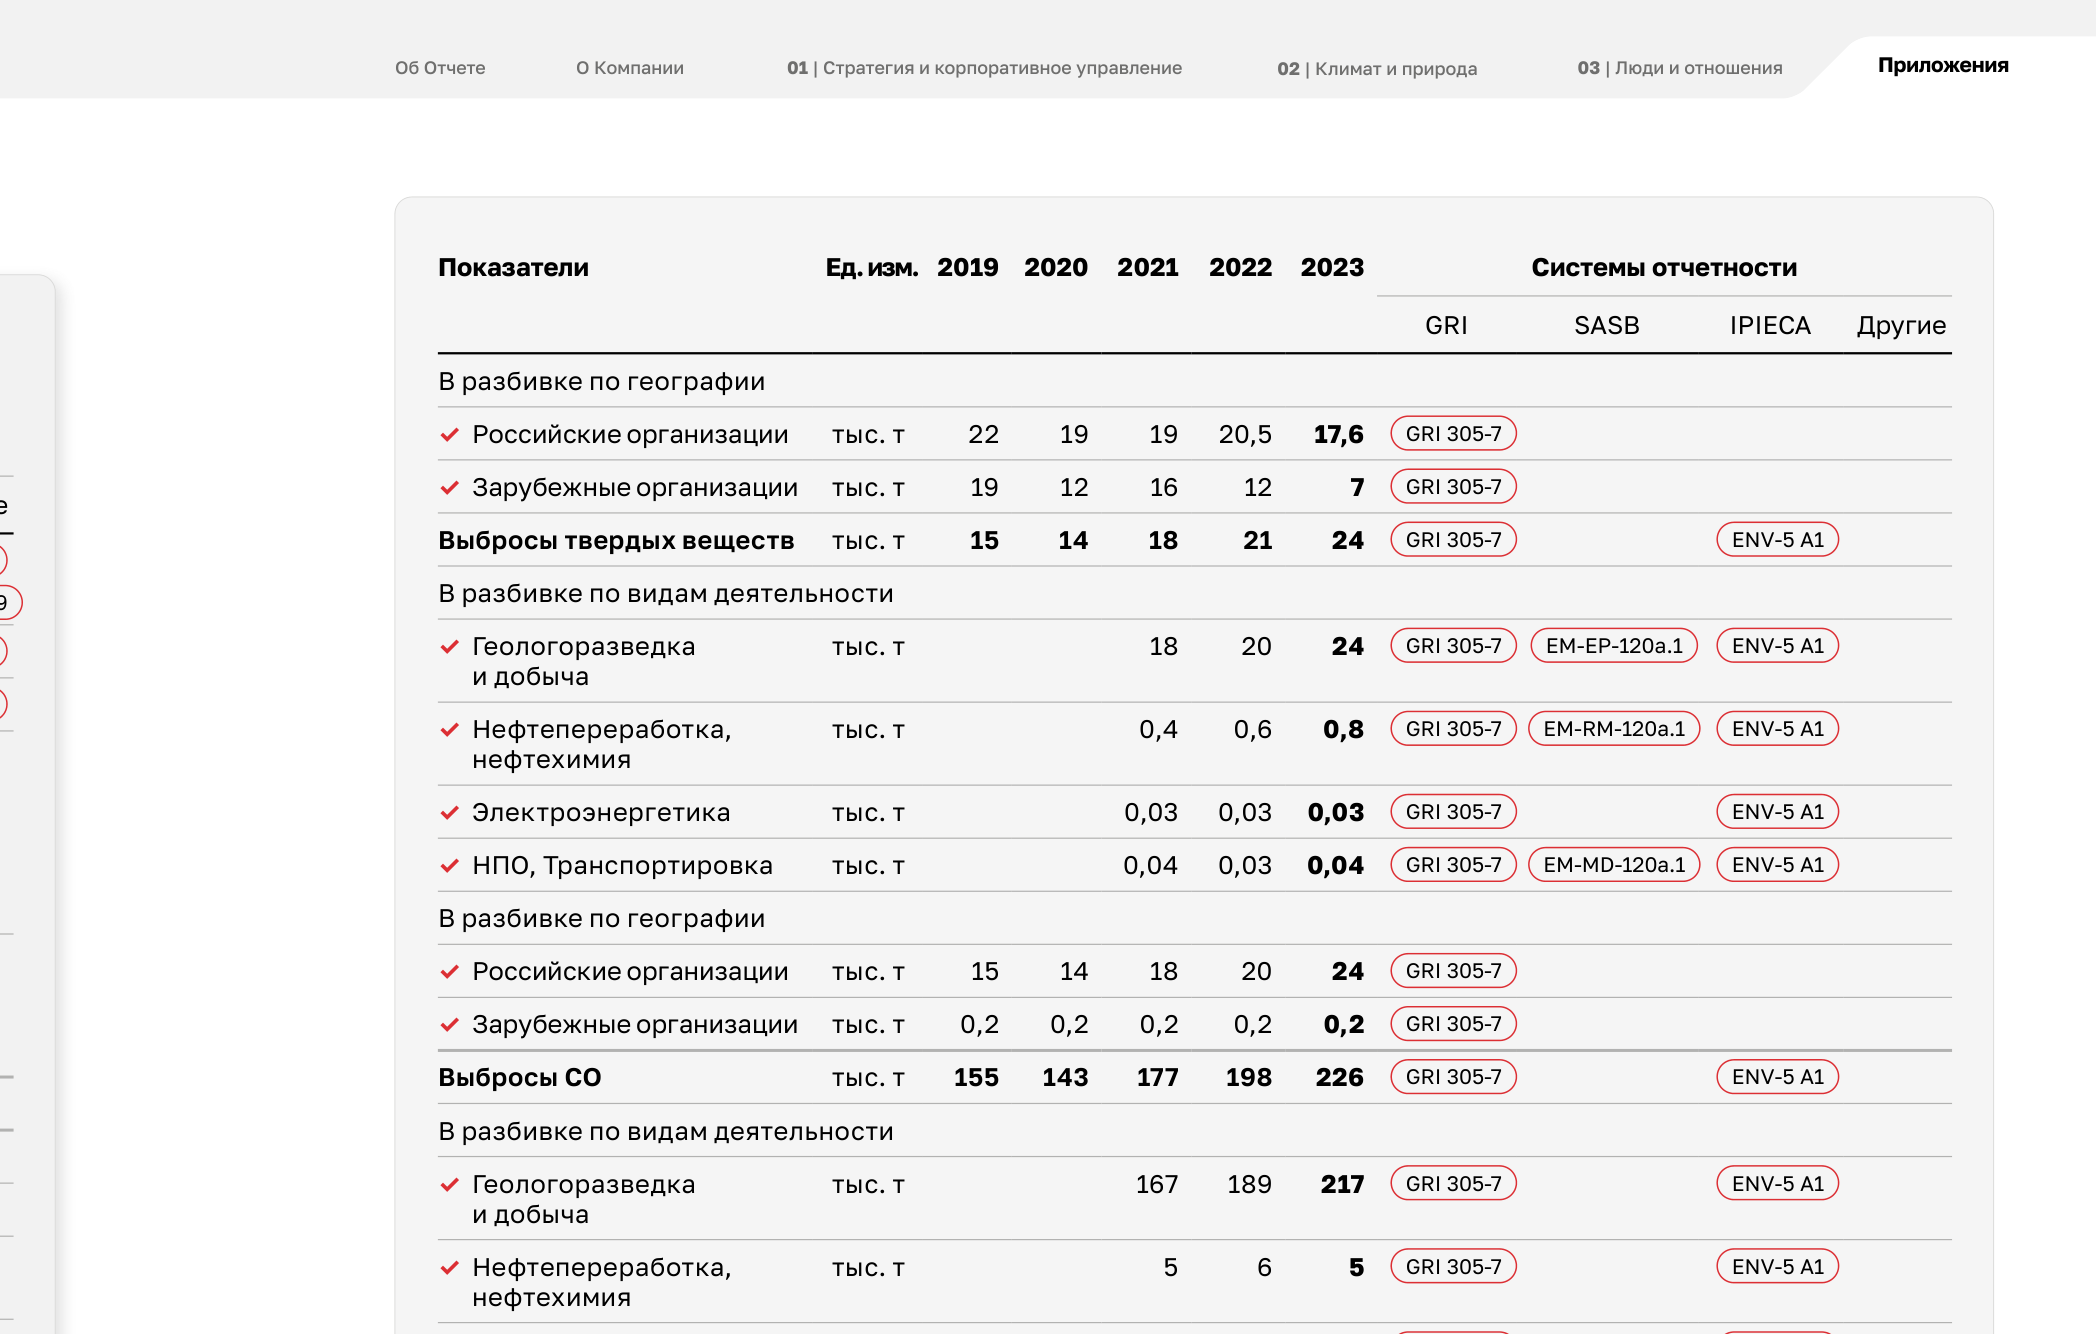 Об Отчете О Компании 01 | Стратегия и корпоративное управление 02 | Климат и природа 03 | Люди и отношения Приложения
Показатели Ед. изм. 2019 2020 2021 2022 2023 Системы отчетности
GRI SASB IPIECA Другие
В разбивке по географии
Российские организации тыс. т 22 19 19 20,5 17,6 GRI 305-7
Зарубежные организации тыс. т 19 12 16 12 7 GRI 305-7
Выбросы твердых веществ тыс. т 15 14 18 21 24 GRI 305-7 ENV-5 A1
В разбивке по видам деятельности
Геологоразведка тыс. т 18 20 24 GRI 305-7 EM-EP-120a.1 ENV-5 A1
и добыча
Нефтепереработка, тыс. т 0,4 0,6 0,8 GRI 305-7 EM-RM-120a.1 ENV-5 A1
нефтехимия
Электроэнергетика тыс. т 0,03 0,03 0,03 GRI 305-7 ENV-5 A1
НПО, Транспортировка тыс. т 0,04 0,03 0,04 GRI 305-7 EM-MD-120a.1 ENV-5 A1
В разбивке по географии
Российские организации тыс. т 15 14 18 20 24 GRI 305-7
Зарубежные организации тыс. т 0,2 0,2 0,2 0,2 0,2 GRI 305-7
Выбросы CO тыс. т 155 143 177 198 226 GRI 305-7 ENV-5 A1
В разбивке по видам деятельности
Геологоразведка тыс. т 167 189 217 GRI 305-7 ENV-5 A1
и добыча
Нефтепереработка, тыс. т 5 6 5 GRI 305-7 ENV-5 A1
нефтехимия